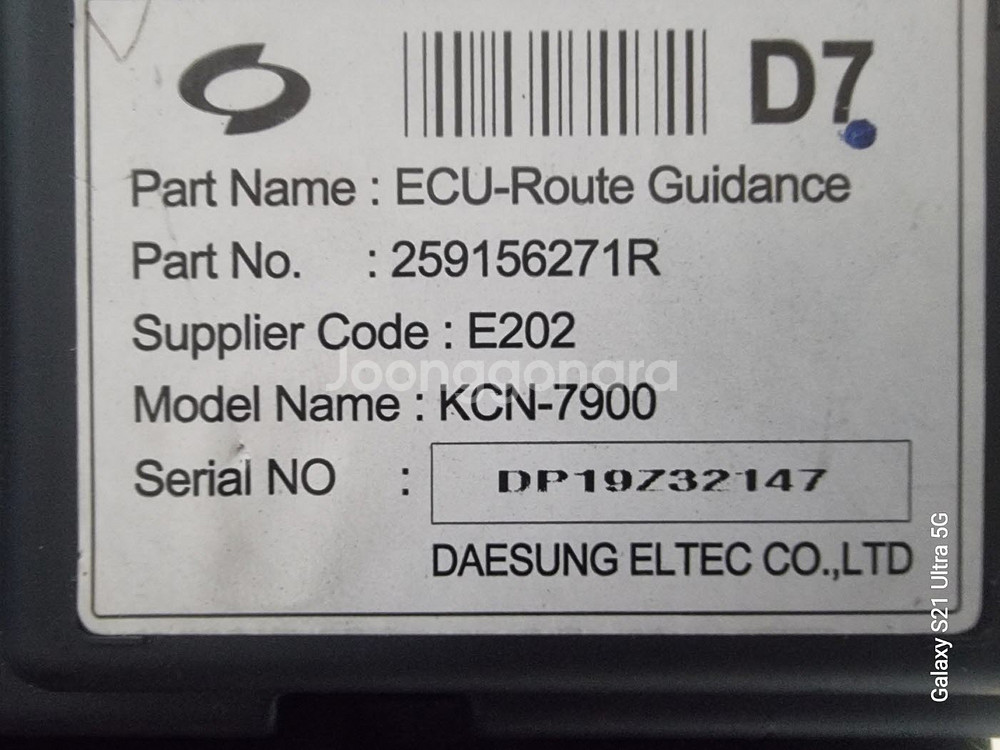 D7
Part Name : ECU-Route Guidance
Part No. : 259156271R
Supplier Code : E202
Joonggonara
Model Name : KCN-7900
Serial NO : DP19Z32147
DAESUNG ELTEC CO.,LTD
Galaxy S21 Ultra 5G